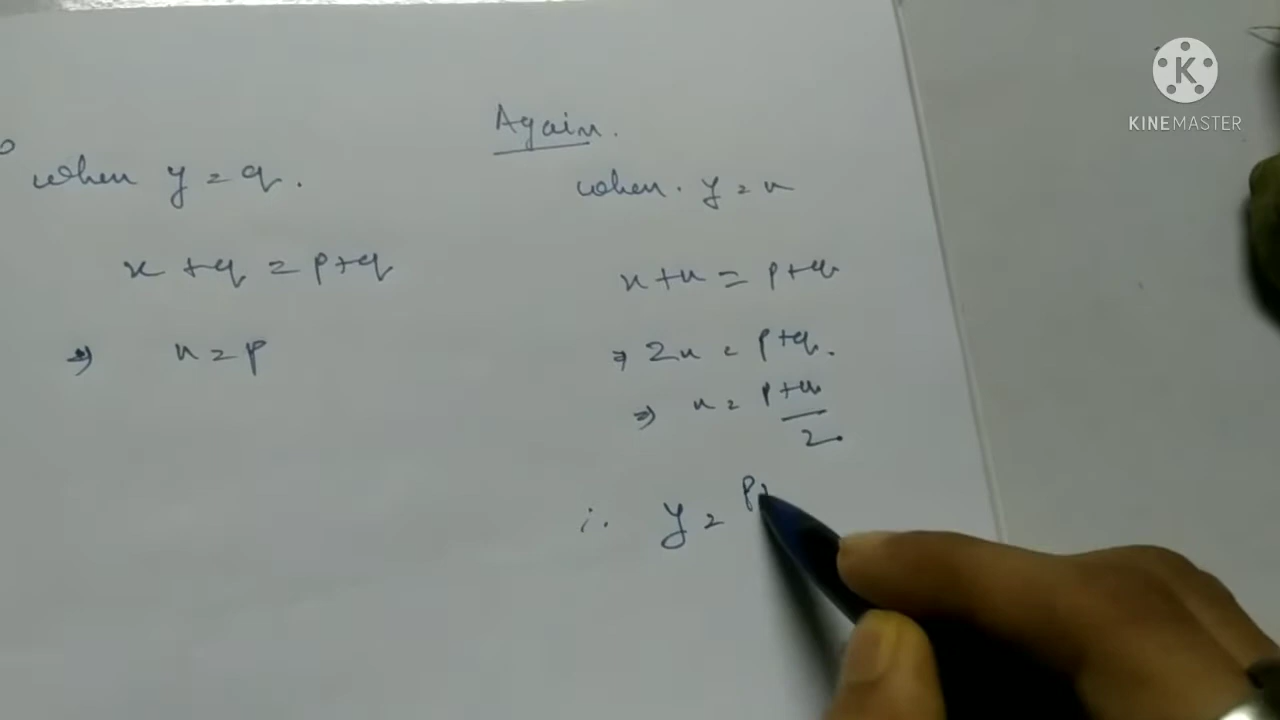 when y = q.
x + q = p + q
⇒ x = p
Again.
when. y = x
x + x = p + q
⇒ 2x = p + q.
⇒ x = p + q / 2
∴ y = p+
K
KINEMASTER